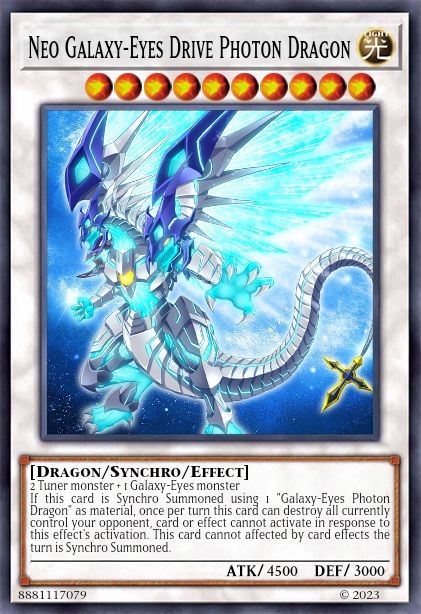 Neo Galaxy-Eyes Drive Photon Dragon
LIGHT
光
[Dragon/Synchro/Effect]
2 Tuner monster + 1 Galaxy-Eyes monster
If this card is Synchro Summoned using 1 "Galaxy-Eyes Photon
Dragon" as material, once per turn this card can destroy all currently
control your opponent, card or effect cannot activate in response to
this effect's activation. This card cannot affected by card effects the
turn is Synchro Summoned.
ATK/ 4500 DEF/ 3000
8881117079 © 2023